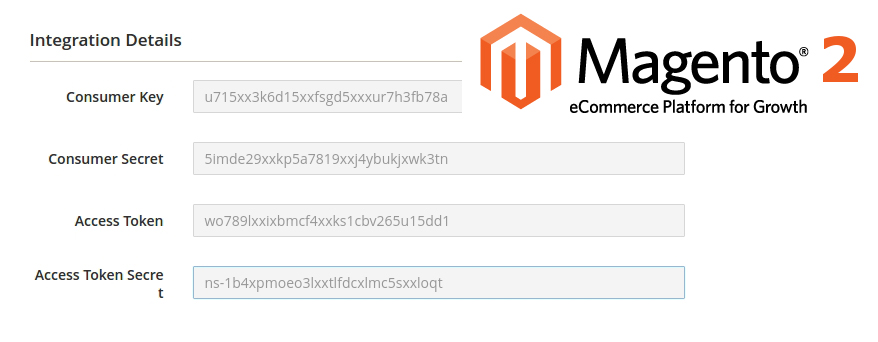 Integration Details
Magento® 2
eCommerce Platform for Growth
Consumer Key
u715xx3k6d15xxfsgd5xxxur7h3fb78a
Consumer Secret
5imde29xxkp5a7819xxj4ybukjxwk3tn
Access Token
wo789lxxixbmcf4xxks1cbv265u15dd1
Access Token Secre
t
ns-1b4xpmoeo3lxxtlfdcxlmc5sxxloqt